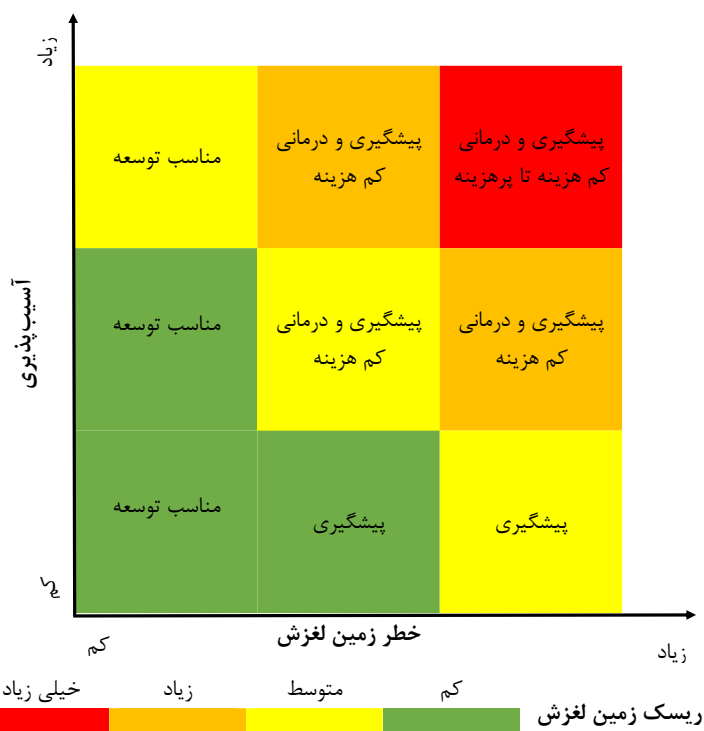 زیاد
مناسب توسعه
پیشگیری و درمانی
کم هزینه
پیشگیری و درمانی
کم هزینه تا پرهزینه
آسیب‌پذیری
مناسب توسعه
پیشگیری و درمانی
کم هزینه
پیشگیری و درمانی
کم هزینه
مناسب توسعه
پیشگیری
پیشگیری
کم
کم
خطر زمین لغزش
زیاد
ریسک زمین لغزش
کم
متوسط
زیاد
خیلی زیاد